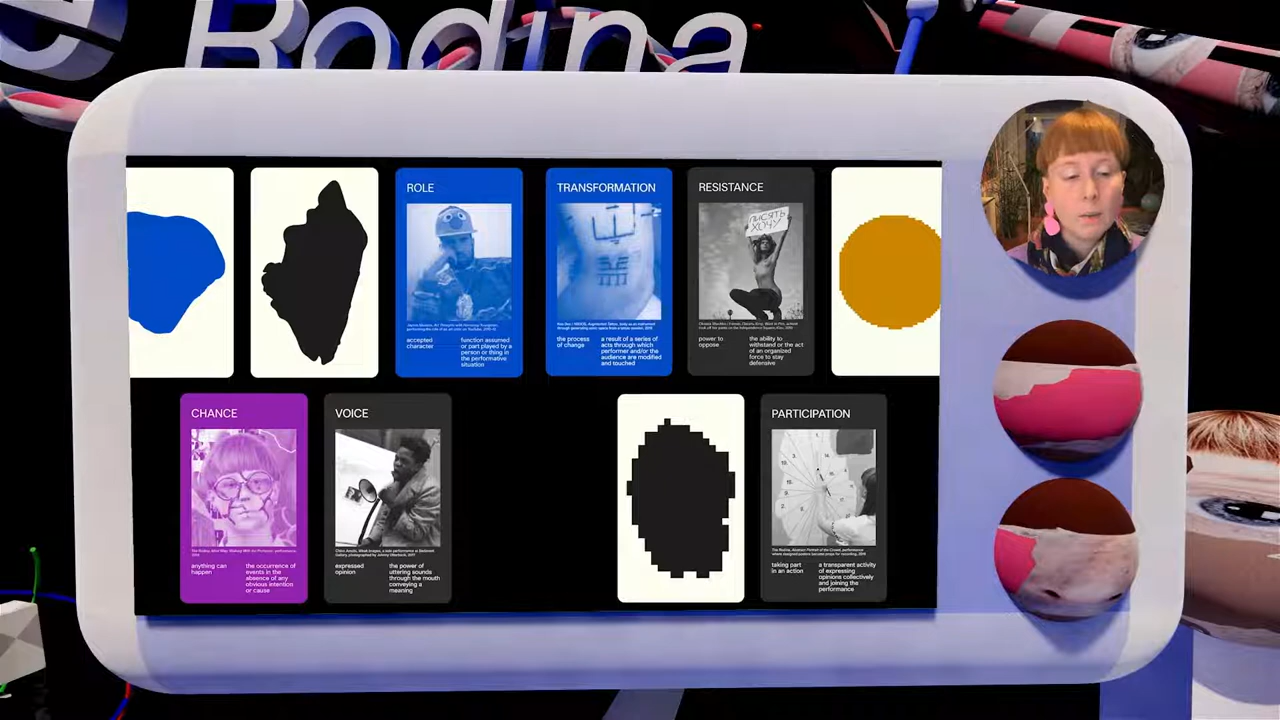 e Rodina
ROLE
TRANSFORMATION
RESISTANCE
ПЫСЯТЬ
ХОЧУ
accepted
character
function assumed
or part played by a
person or thing in
the performative
situation
the process
of change
a result of a series of
acts through which
performer and/or the
audience are modified
and touched
power to
oppose
the ability to
withstand or the act
of an organized
force to stay
defensive
CHANCE
VOICE
PARTICIPATION
anything can
happen
the occurrence of
events in the
absence of any
obvious intention
or cause
expressed
opinion
the power of
uttering sounds
through the mouth
conveying a
meaning
taking part
in an action
a transparent activity
of expressing
opinions collectively
and joining the
performance